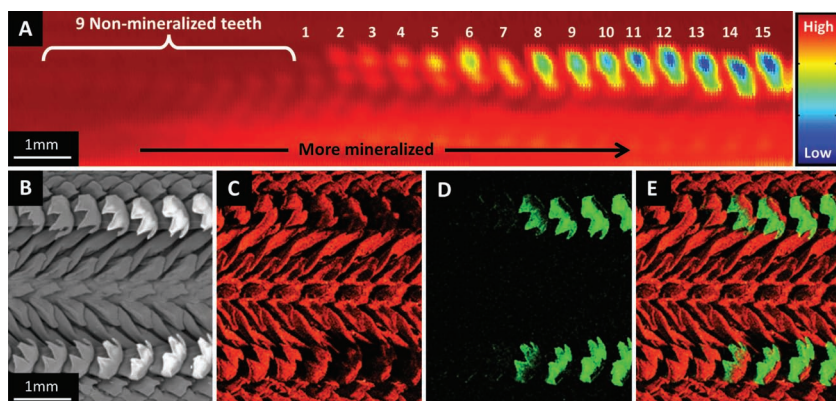 A
9 Non-mineralized teeth
1 2 3 4 5 6 7 8 9 10 11 12 13 14 15
High
Low
1mm
More mineralized
B
C
D
E
1mm